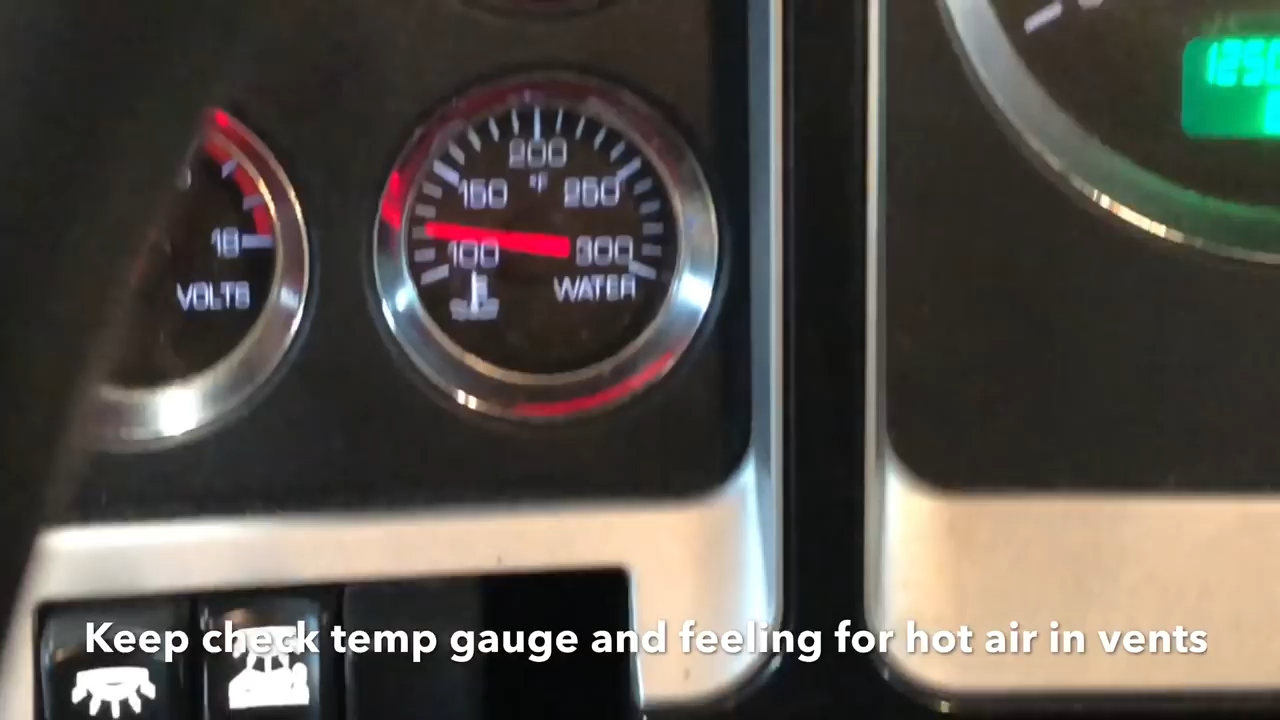 200
°F
150
250
18
100
300
VOLTS
WATER
Keep check temp gauge and feeling for hot air in vents